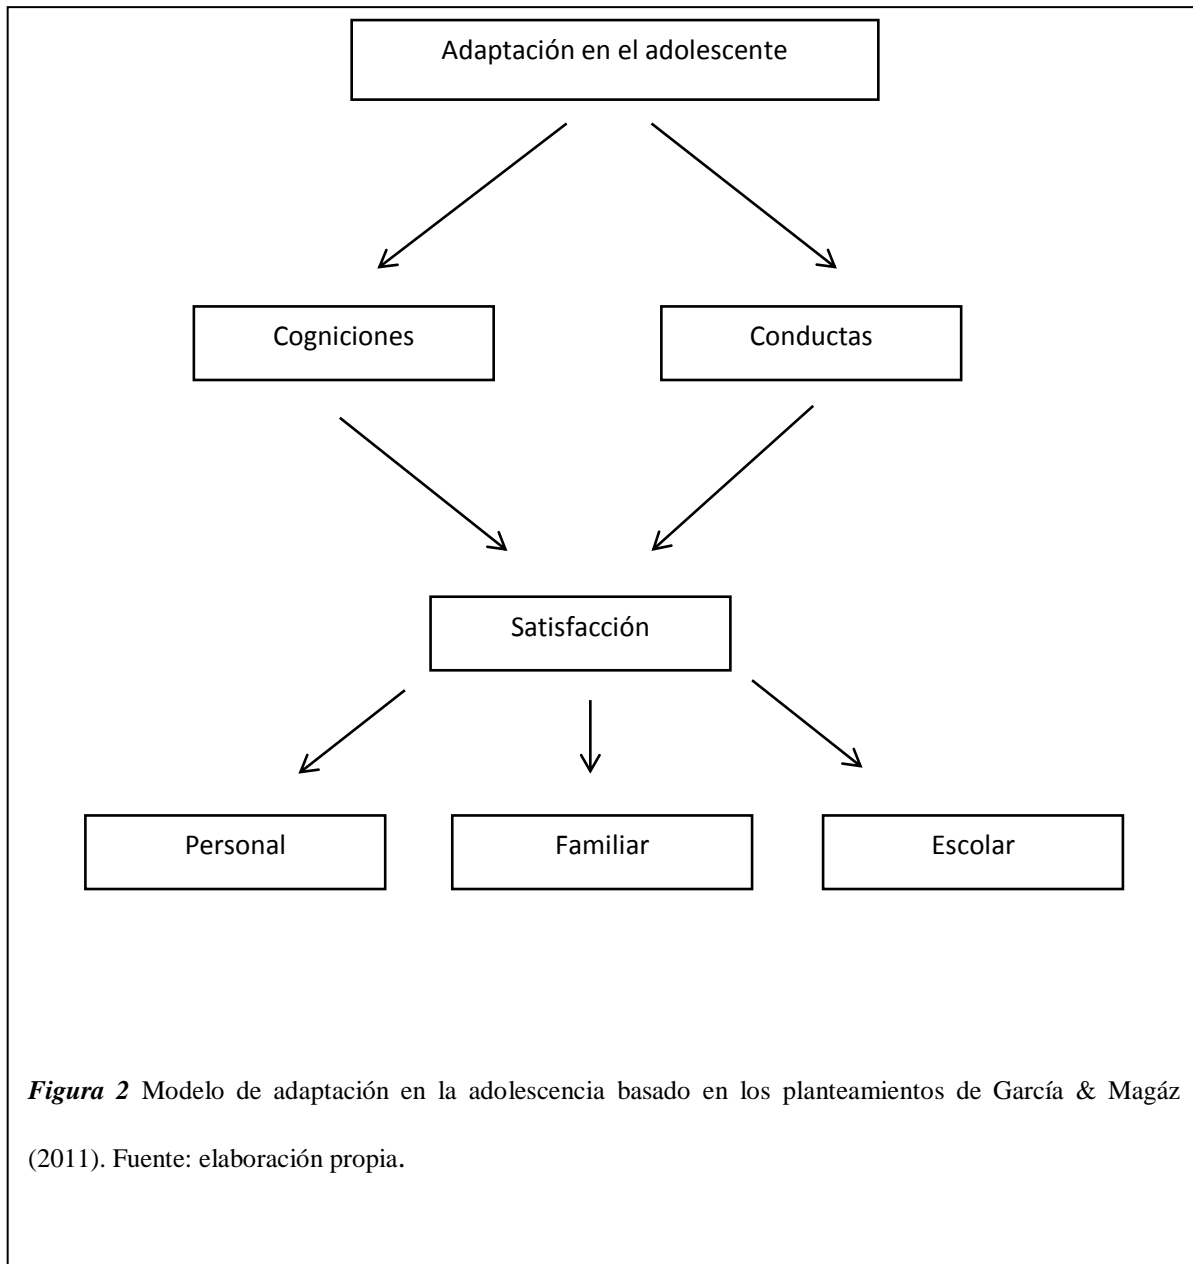 Adaptación en el adolescente
Cogniciones
Conductas
Satisfacción
Personal
Familiar
Escolar
Figura 2 Modelo de adaptación en la adolescencia basado en los planteamientos de García & Magáz
(2011). Fuente: elaboración propia.